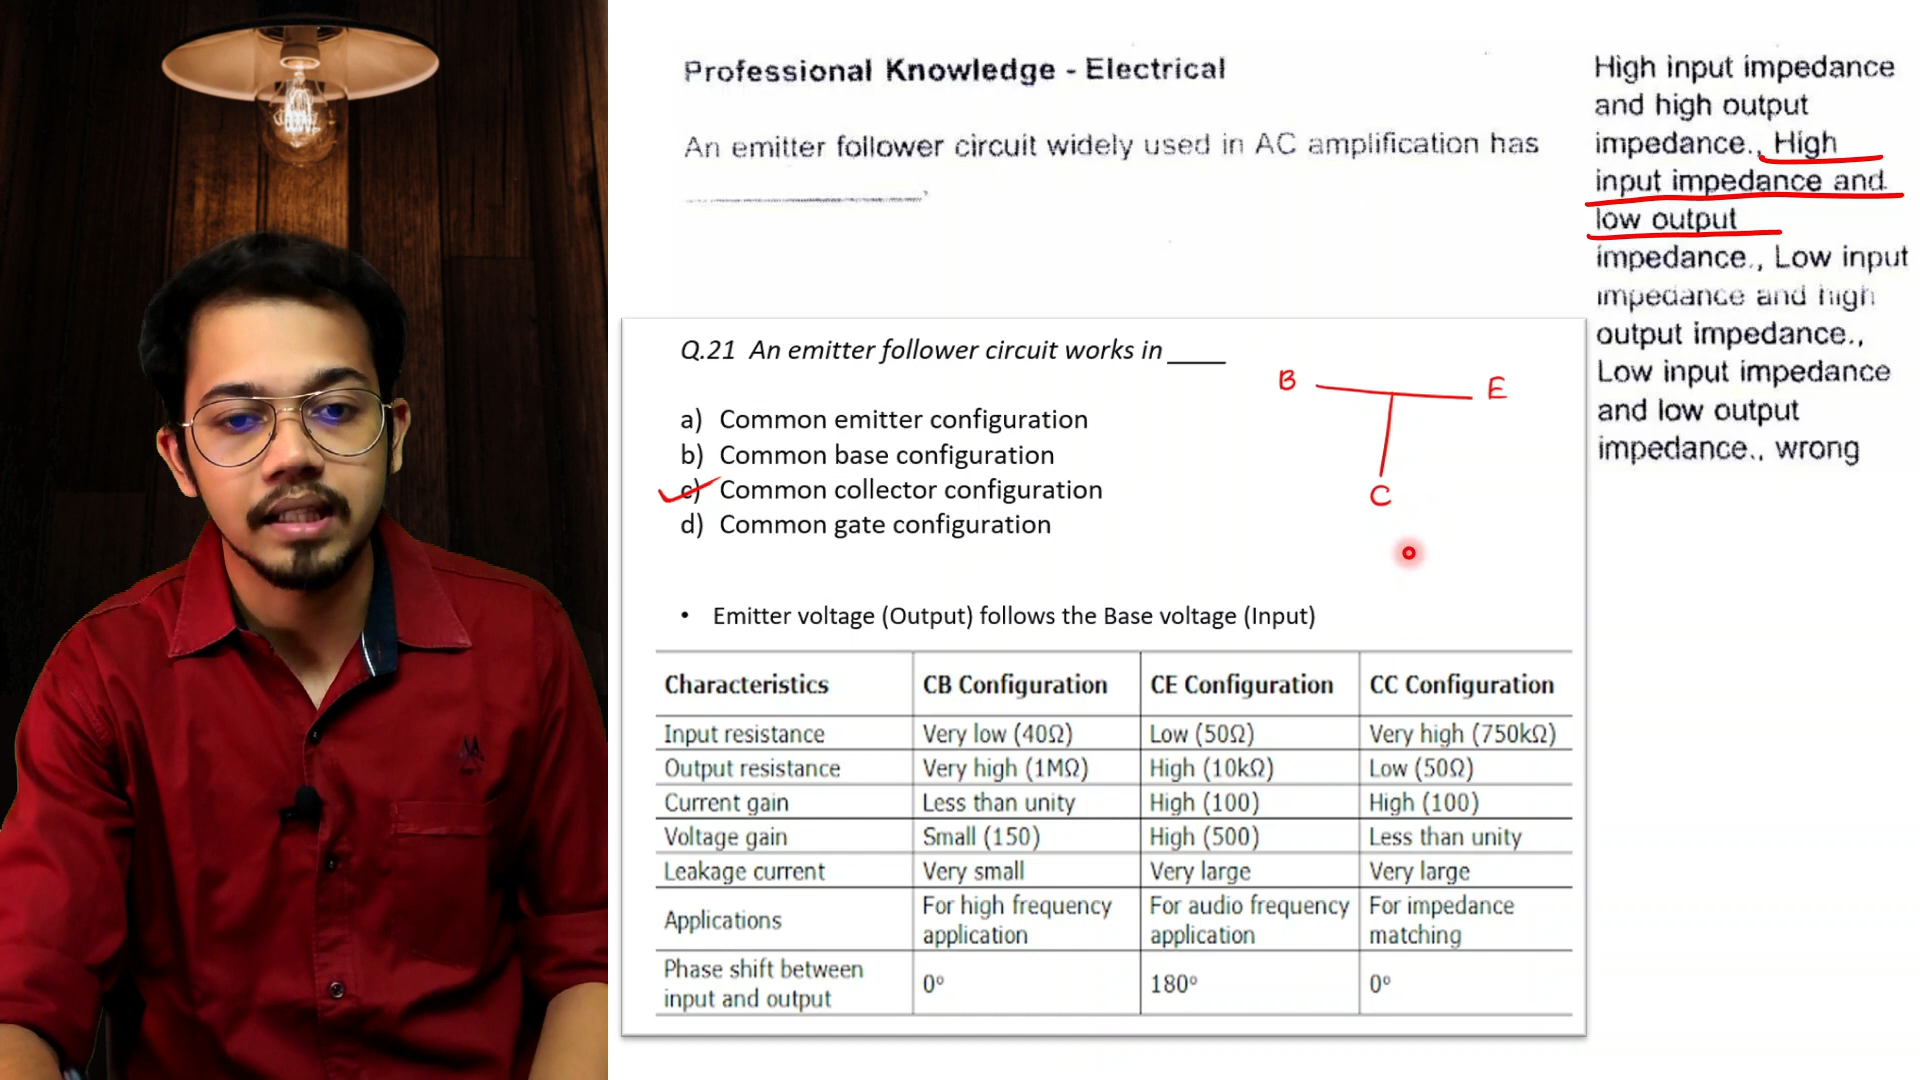 Professional Knowledge - Electrical
An emitter follower circuit widely used in AC amplification has
____________.
High input impedance
and high output
impedance., High
input impedance and
low output
impedance., Low input
impedance and high
output impedance.,
Low input impedance
and low output
impedance., wrong
Q.21 An emitter follower circuit works in ____
a) Common emitter configuration
b) Common base configuration
c) Common collector configuration
d) Common gate configuration
B
E
C
• Emitter voltage (Output) follows the Base voltage (Input)
Characteristics CB Configuration CE Configuration CC Configuration
Input resistance Very low (40Ω) Low (50Ω) Very high (750kΩ)
Output resistance Very high (1MΩ) High (10kΩ) Low (50Ω)
Current gain Less than unity High (100) High (100)
Voltage gain Small (150) High (500) Less than unity
Leakage current Very small Very large Very large
Applications For high frequency application For audio frequency application For impedance matching
Phase shift between input and output 0° 180° 0°